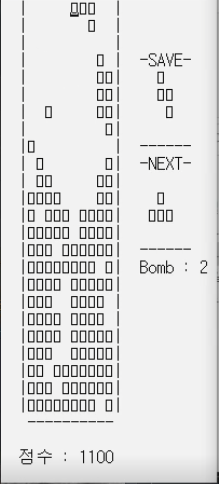 -SAVE-
-NEXT-
Bomb : 2
점수 : 1100